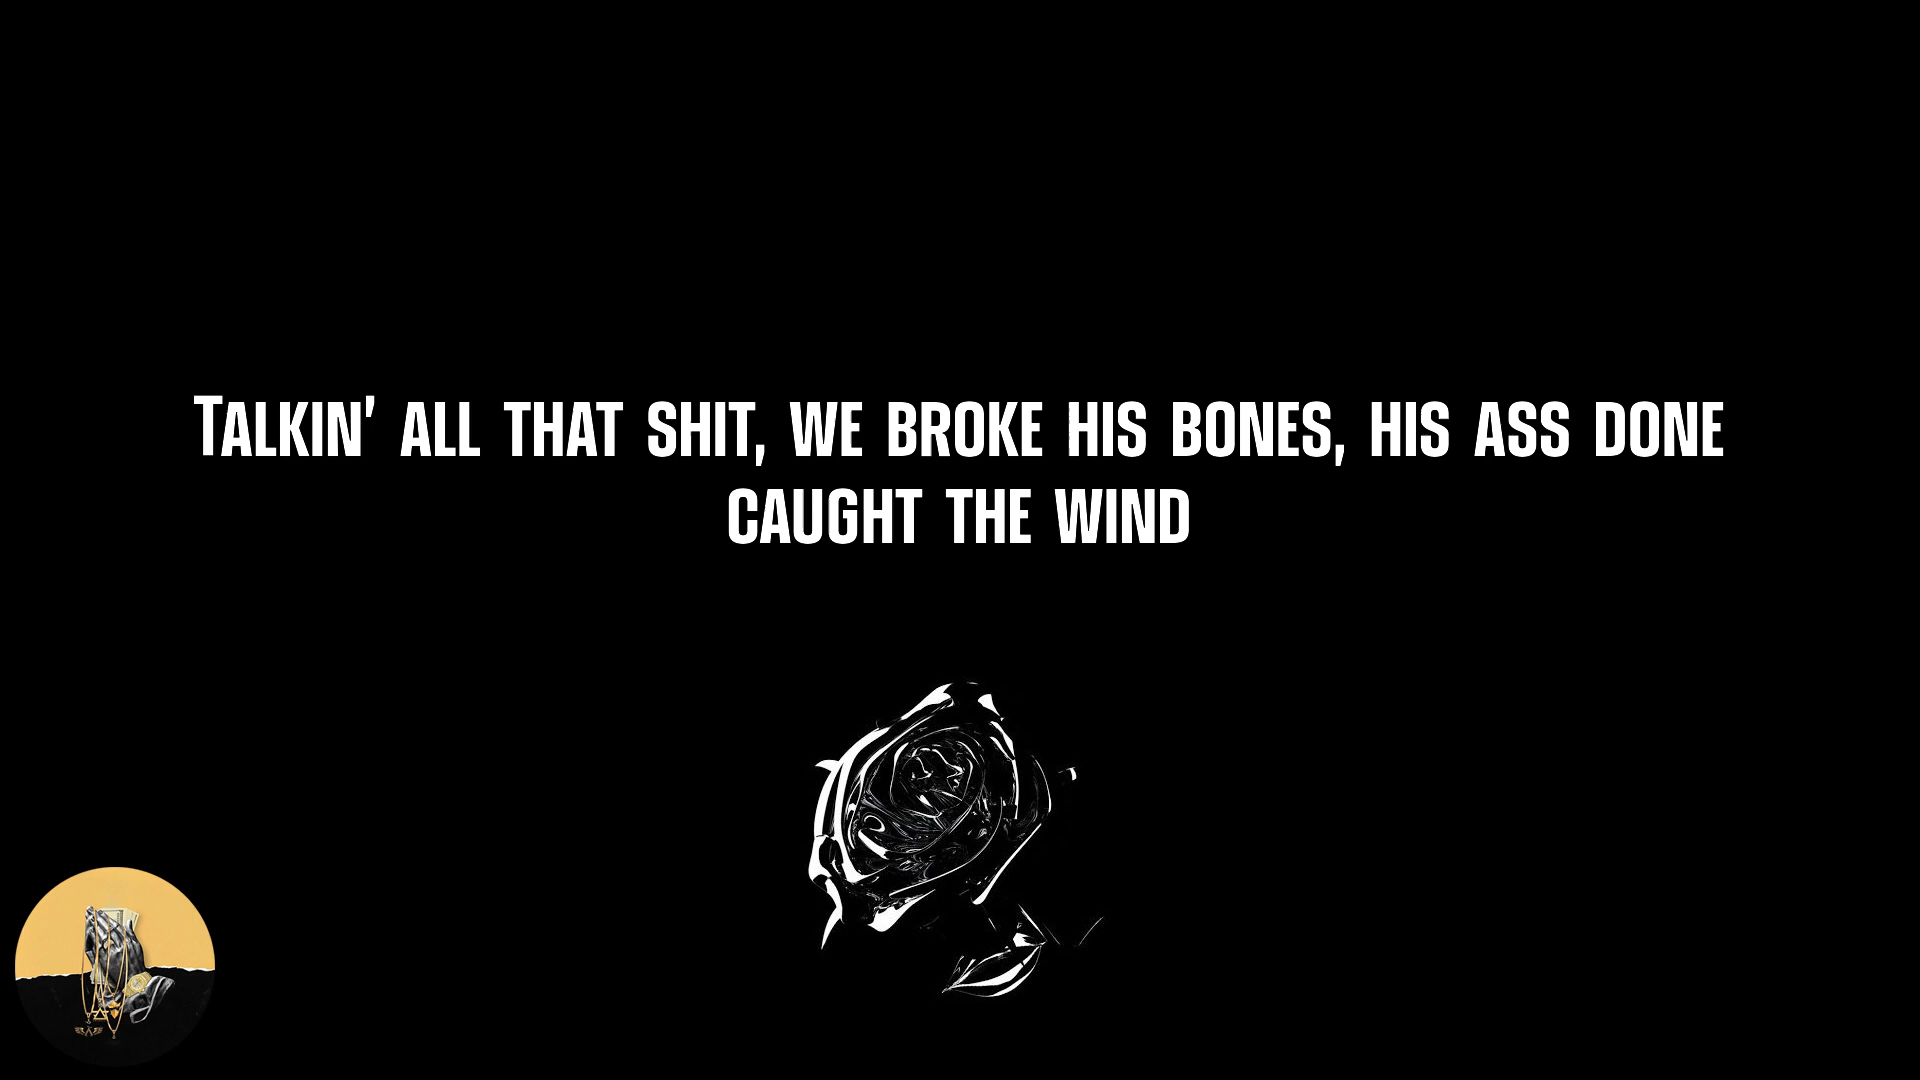 Talkin' all that shit, we broke his bones, his ass done
caught the wind